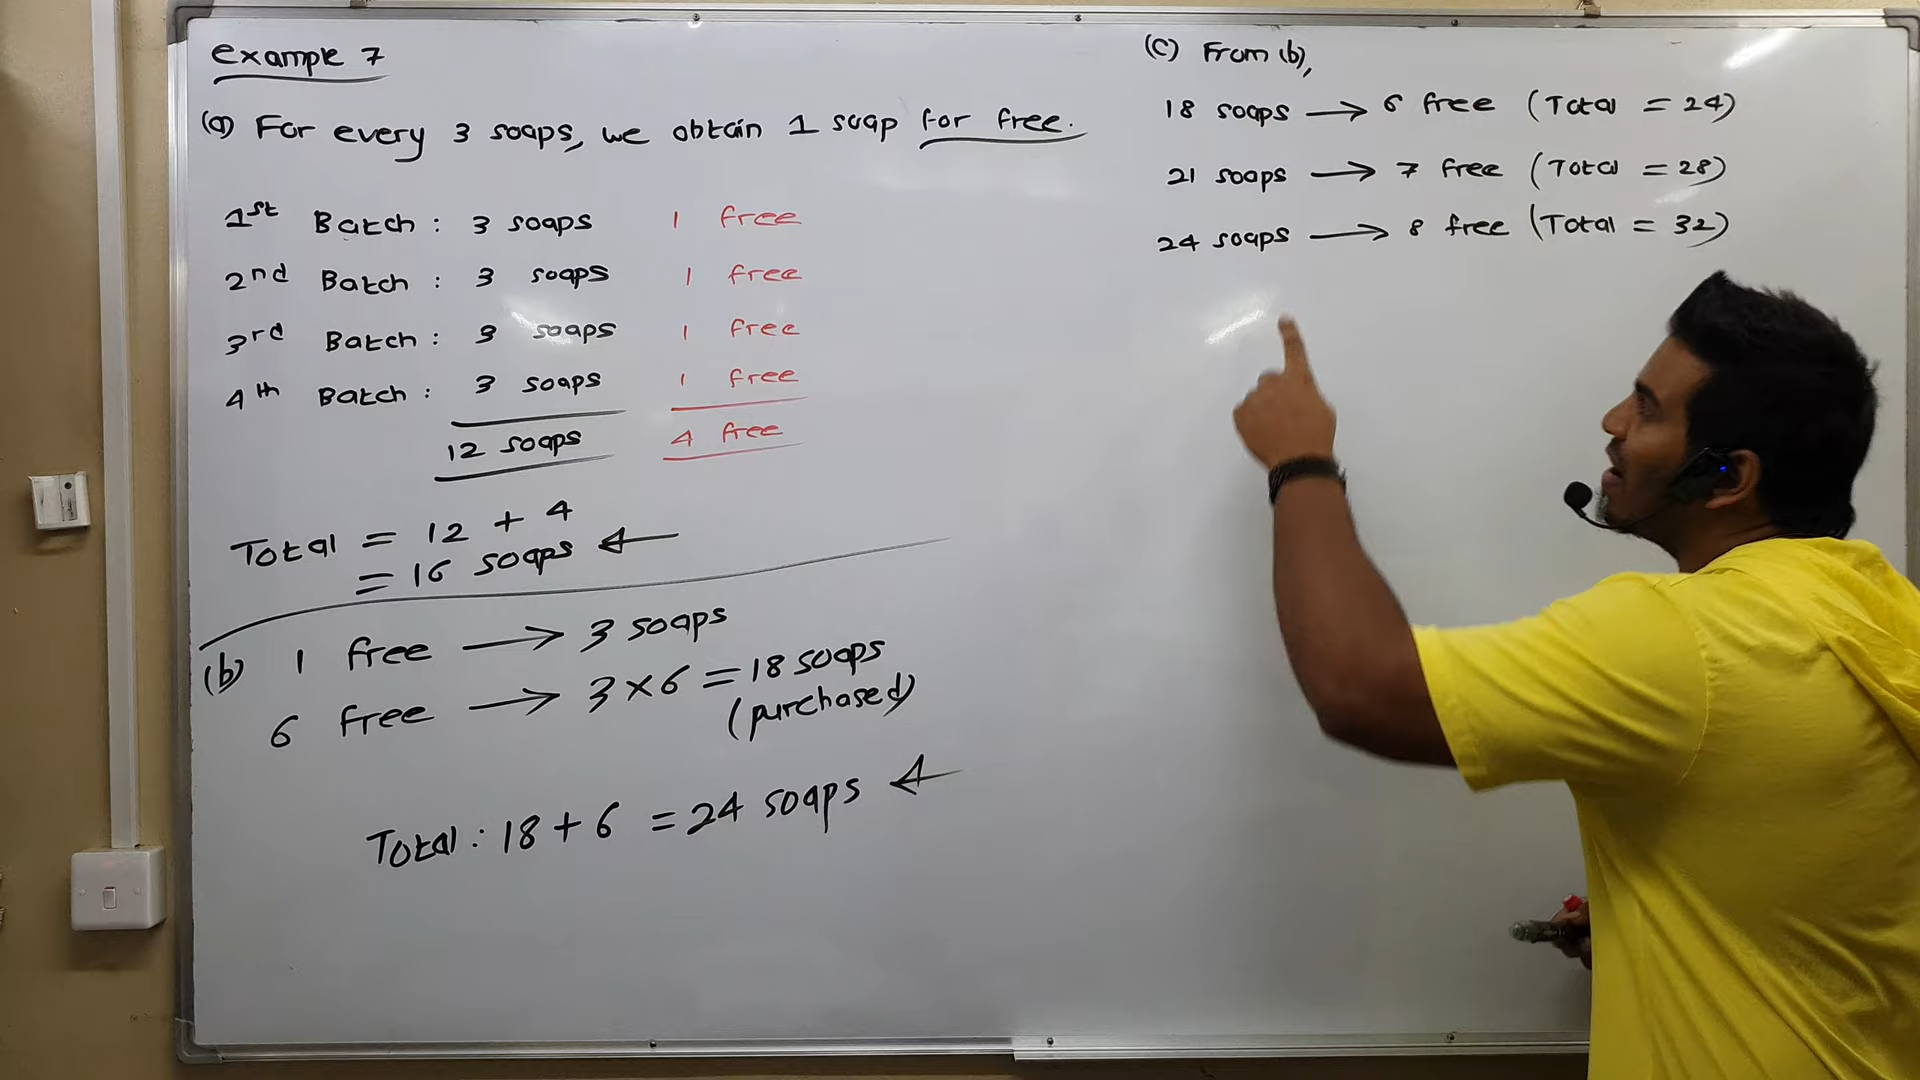 Example 7
(a) For every 3 soaps, we obtain 1 soap for free.
1st Batch : 3 soaps 1 free
2nd Batch : 3 soaps 1 free
3rd Batch : 3 soaps 1 free
4th Batch : 3 soaps 1 free
12 soaps 4 free
Total = 12 + 4
= 16 soaps ←
(b) 1 free → 3 soaps
6 free → 3 × 6 = 18 soaps
(purchased)
Total : 18 + 6 = 24 soaps ←
(c) From (b),
18 soaps → 6 free (Total = 24)
21 soaps → 7 free (Total = 28)
24 soaps → 8 free (Total = 32)